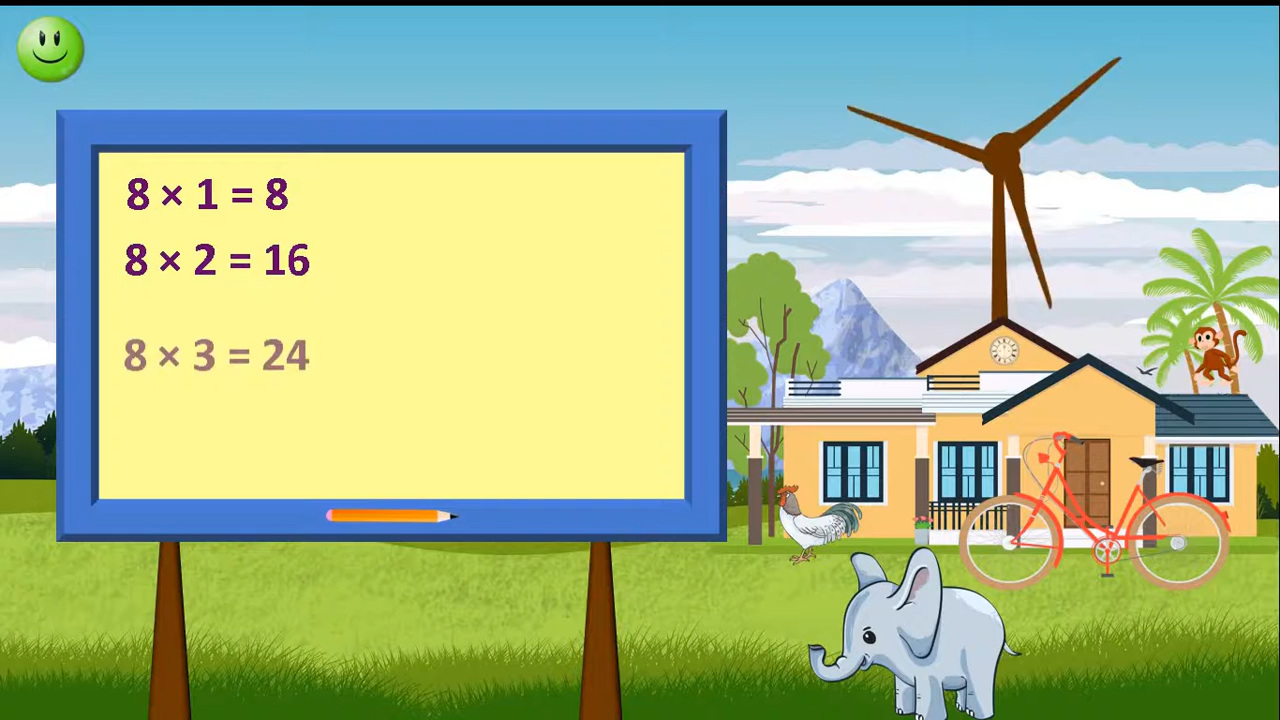 8 × 1 = 8
8 × 2 = 16
8 × 3 = 24